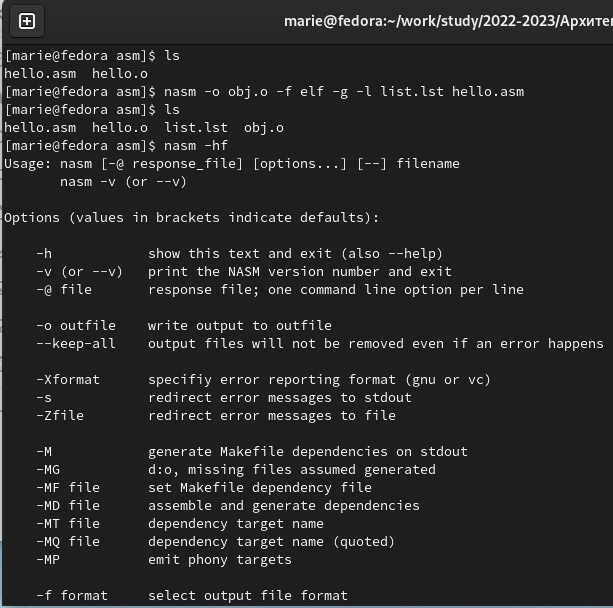 marie@fedora:~/work/study/2022-2023/Архите
[marie@fedora asm]$ ls
hello.asm  hello.o
[marie@fedora asm]$ nasm -o obj.o -f elf -g -l list.lst hello.asm
[marie@fedora asm]$ ls
hello.asm  hello.o  list.lst  obj.o
[marie@fedora asm]$ nasm -hf
Usage: nasm [-@ response_file] [options...] [--] filename
       nasm -v (or --v)

Options (values in brackets indicate defaults):

    -h            show this text and exit (also --help)
    -v (or --v)   print the NASM version number and exit
    -@ file       response file; one command line option per line

    -o outfile    write output to outfile
    --keep-all    output files will not be removed even if an error happens

    -Xformat      specifiy error reporting format (gnu or vc)
    -s            redirect error messages to stdout
    -Zfile        redirect error messages to file

    -M            generate Makefile dependencies on stdout
    -MG           d:o, missing files assumed generated
    -MF file      set Makefile dependency file
    -MD file      assemble and generate dependencies
    -MT file      dependency target name
    -MQ file      dependency target name (quoted)
    -MP           emit phony targets

    -f format     select output file format